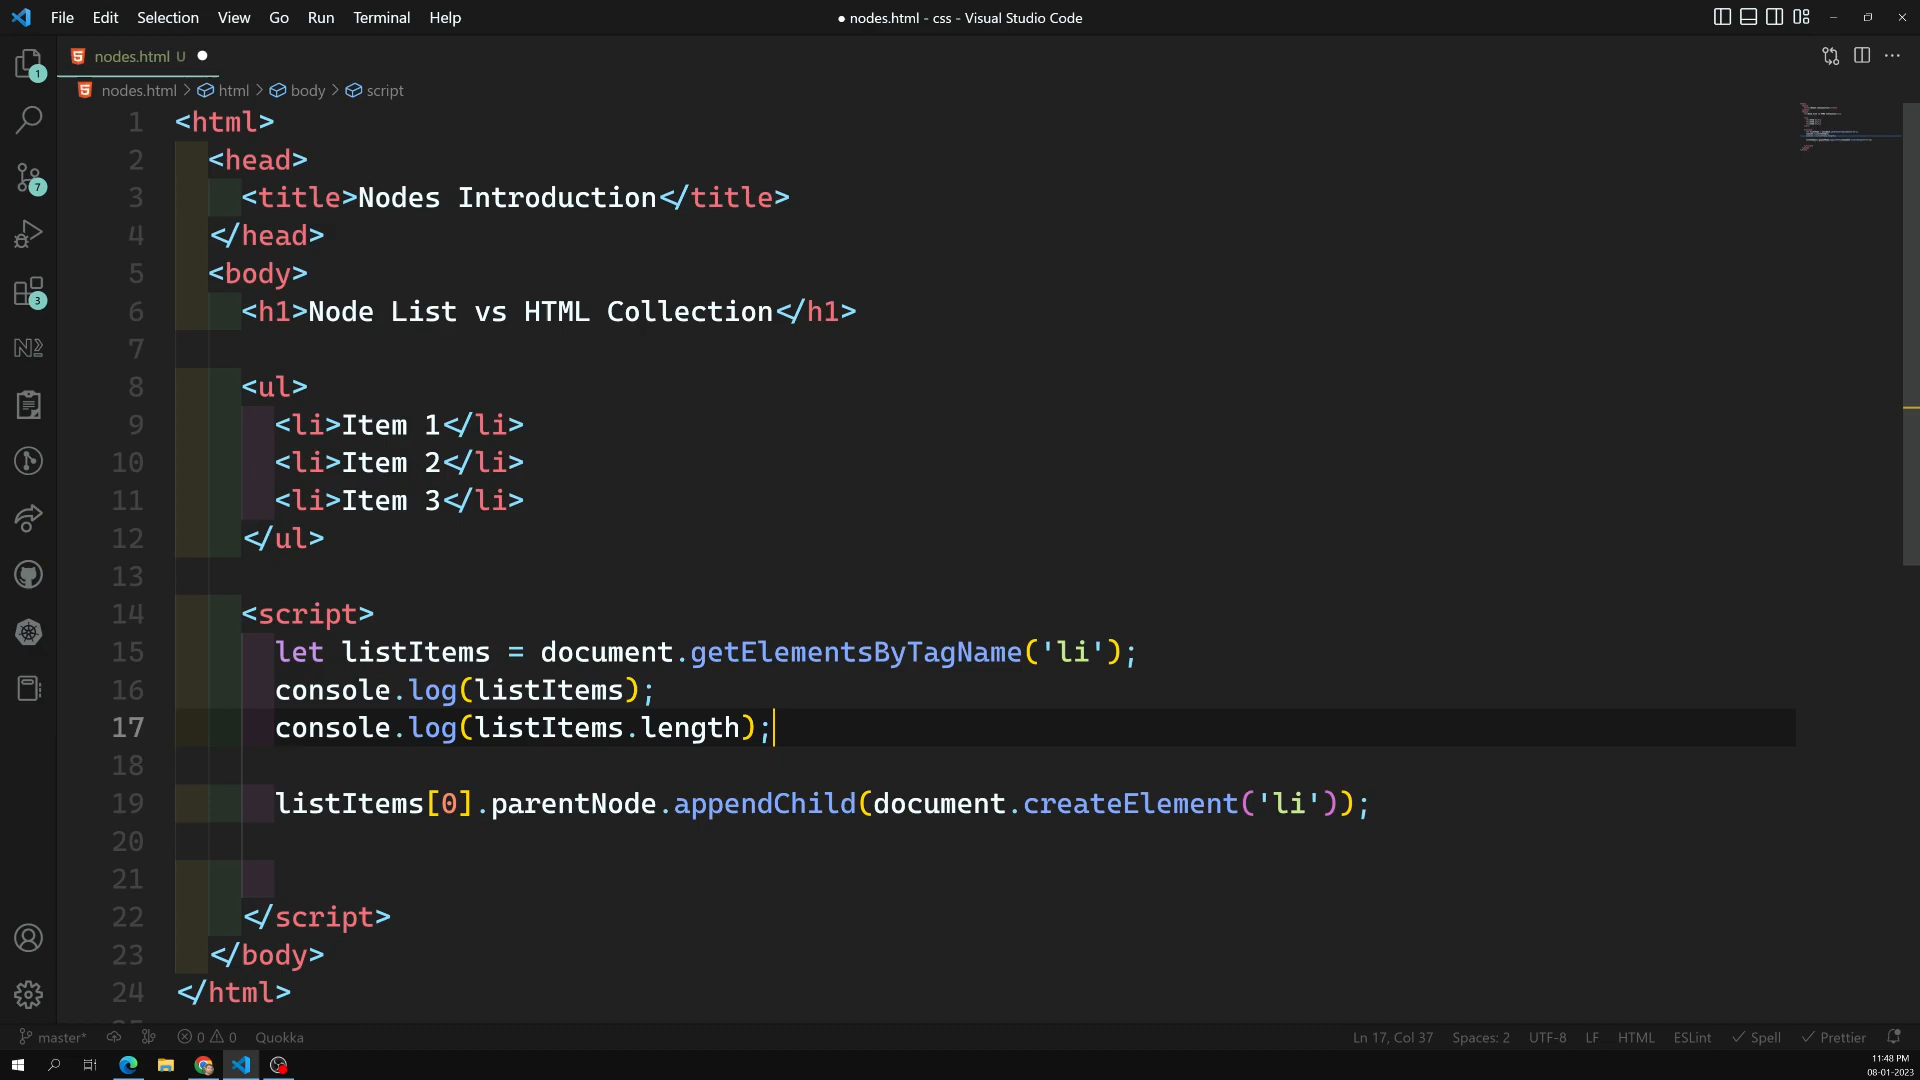 File Edit Selection View Go Run Terminal Help
● nodes.html - css - Visual Studio Code
nodes.html U ●
nodes.html > html > body > script
1 <html>
2 <head>
3 <title>Nodes Introduction</title>
4 </head>
5 <body>
6 <h1>Node List vs HTML Collection</h1>
7
8 <ul>
9 <li>Item 1</li>
10 <li>Item 2</li>
11 <li>Item 3</li>
12 </ul>
13
14 <script>
15 let listItems = document.getElementsByTagName('li');
16 console.log(listItems);
17 console.log(listItems.length);
18
19 listItems[0].parentNode.appendChild(document.createElement('li'));
20
21
22 </script>
23 </body>
24 </html>
1
7
3
master* 0 0 Quokka Ln 17, Col 37 Spaces: 2 UTF-8 LF HTML ESLint Spell Prettier
11:48 PM
08-01-2023